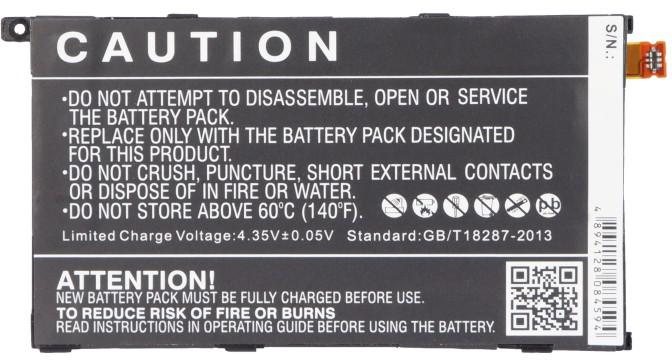 CAUTION
•DO NOT ATTEMPT TO DISASSEMBLE, OPEN OR SERVICE
THE BATTERY PACK.
•REPLACE ONLY WITH THE BATTERY PACK DESIGNATED
FOR THIS PRODUCT.
•DO NOT CRUSH, PUNCTURE, SHORT EXTERNAL CONTACTS
OR DISPOSE OF IN FIRE OR WATER.
•DO NOT STORE ABOVE 60°C (140°F).
pb
Limited Charge Voltage:4.35V±0.05V Standard:GB/T18287-2013
ATTENTION!
NEW BATTERY PACK MUST BE FULLY CHARGED BEFORE USE.
TO REDUCE RISK OF FIRE OR BURNS
READ INSTRUCTIONS IN OPERATING GUIDE BEFORE USING THE BATTERY.
S/N.:
4894128084594